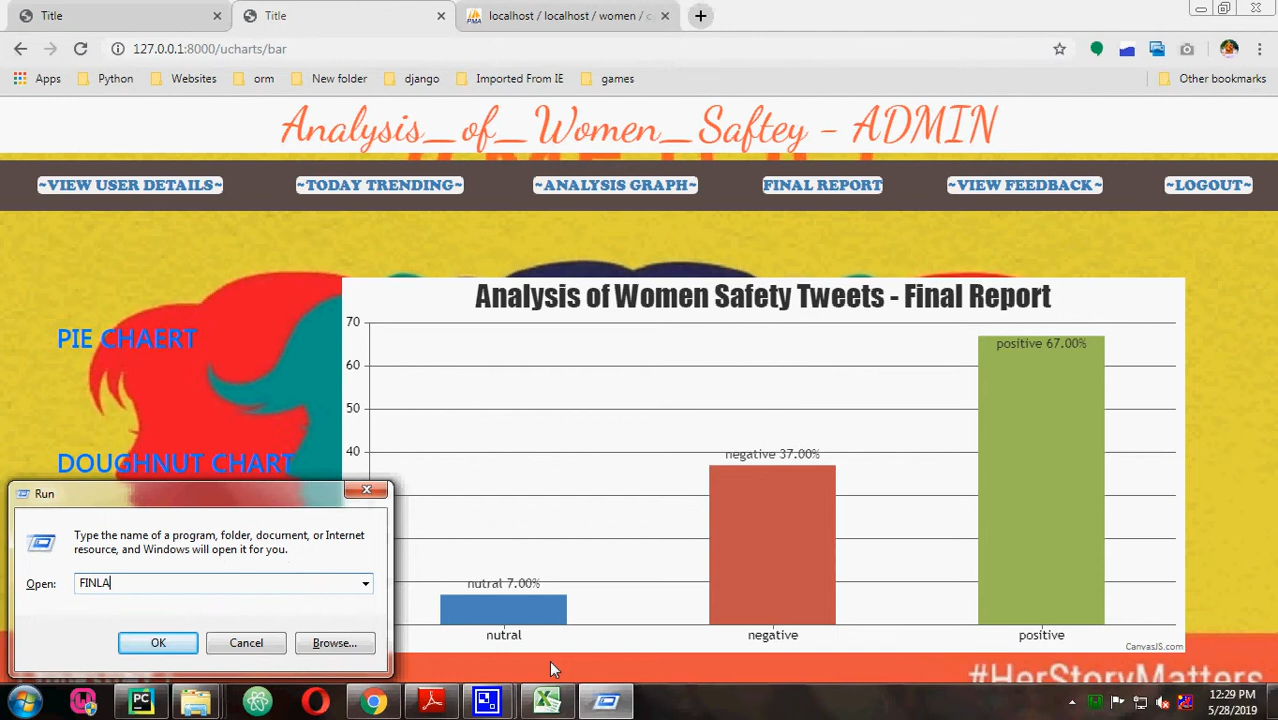 Title
Title
localhost / localhost / women / c
127.0.0.1:8000/ucharts/bar
Apps
Python
Websites
orm
New folder
django
Imported From IE
games
Other bookmarks
Analysis_of_Women_Saftey - ADMIN
~VIEW USER DETAILS~
~TODAY TRENDING~
~ANALYSIS GRAPH~
FINAL REPORT
~VIEW FEEDBACK~
~LOGOUT~
Analysis of Women Safety Tweets - Final Report
PIE CHAERT
DOUGHNUT CHART
70
60
50
40
positive 67.00%
negative 37.00%
nutral 7.00%
nutral
negative
positive
CanvasJS.com
Run
Type the name of a program, folder, document, or Internet
resource, and Windows will open it for you.
Open:
FINLA
OK
Cancel
Browse...
#HerStoryMatters
12:29 PM
5/28/2019